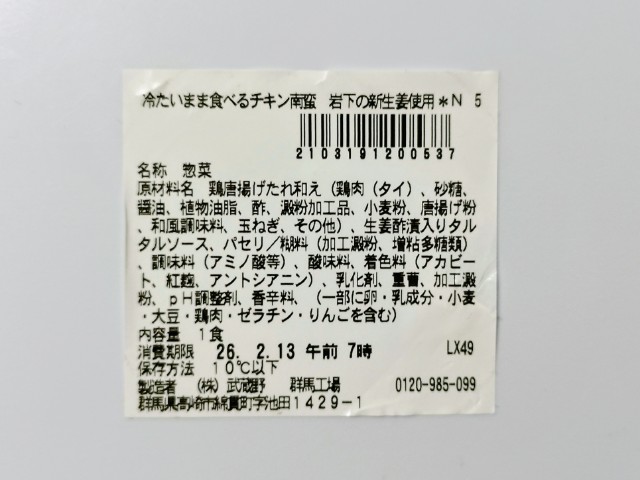 冷たいまま食べるチキン南蛮 岩下の新生姜使用*N 5
2103191200537
名称 惣菜
原材料名 鶏唐揚げたれ和え(鶏肉(タイ)、砂糖、
醤油、植物油脂、酢、澱粉加工品、小麦粉、唐揚げ粉
、和風調味料、玉ねぎ、その他)、生姜酢漬入りタル
タルソース、パセリ/糊料(加工澱粉、増粘多糖類)
、調味料(アミノ酸等)、酸味料、着色料(アカビー
ト、紅麹、アントシアニン)、乳化剤、重曹、加工澱
粉、pH調整剤、香辛料、(一部に卵・乳成分・小麦
・大豆・鶏肉・ゼラチン・りんごを含む)
内容量 1食
消費期限 26. 2.13 午前 7時 LX49
保存方法 10℃以下
製造者 (株)武蔵野 群馬工場 0120-985-099
群馬県高崎市綿貫町字池田1429-1